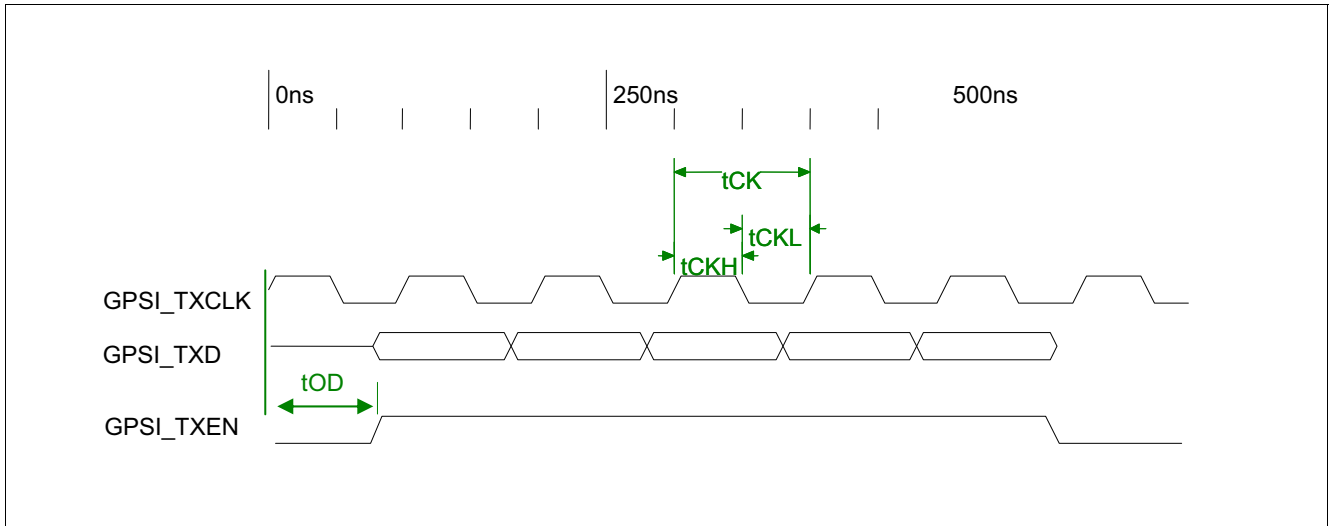 0ns 250ns 500ns
tCK
tCKL
tCKH
GPSI_TXCLK
GPSI_TXD
tOD
GPSI_TXEN